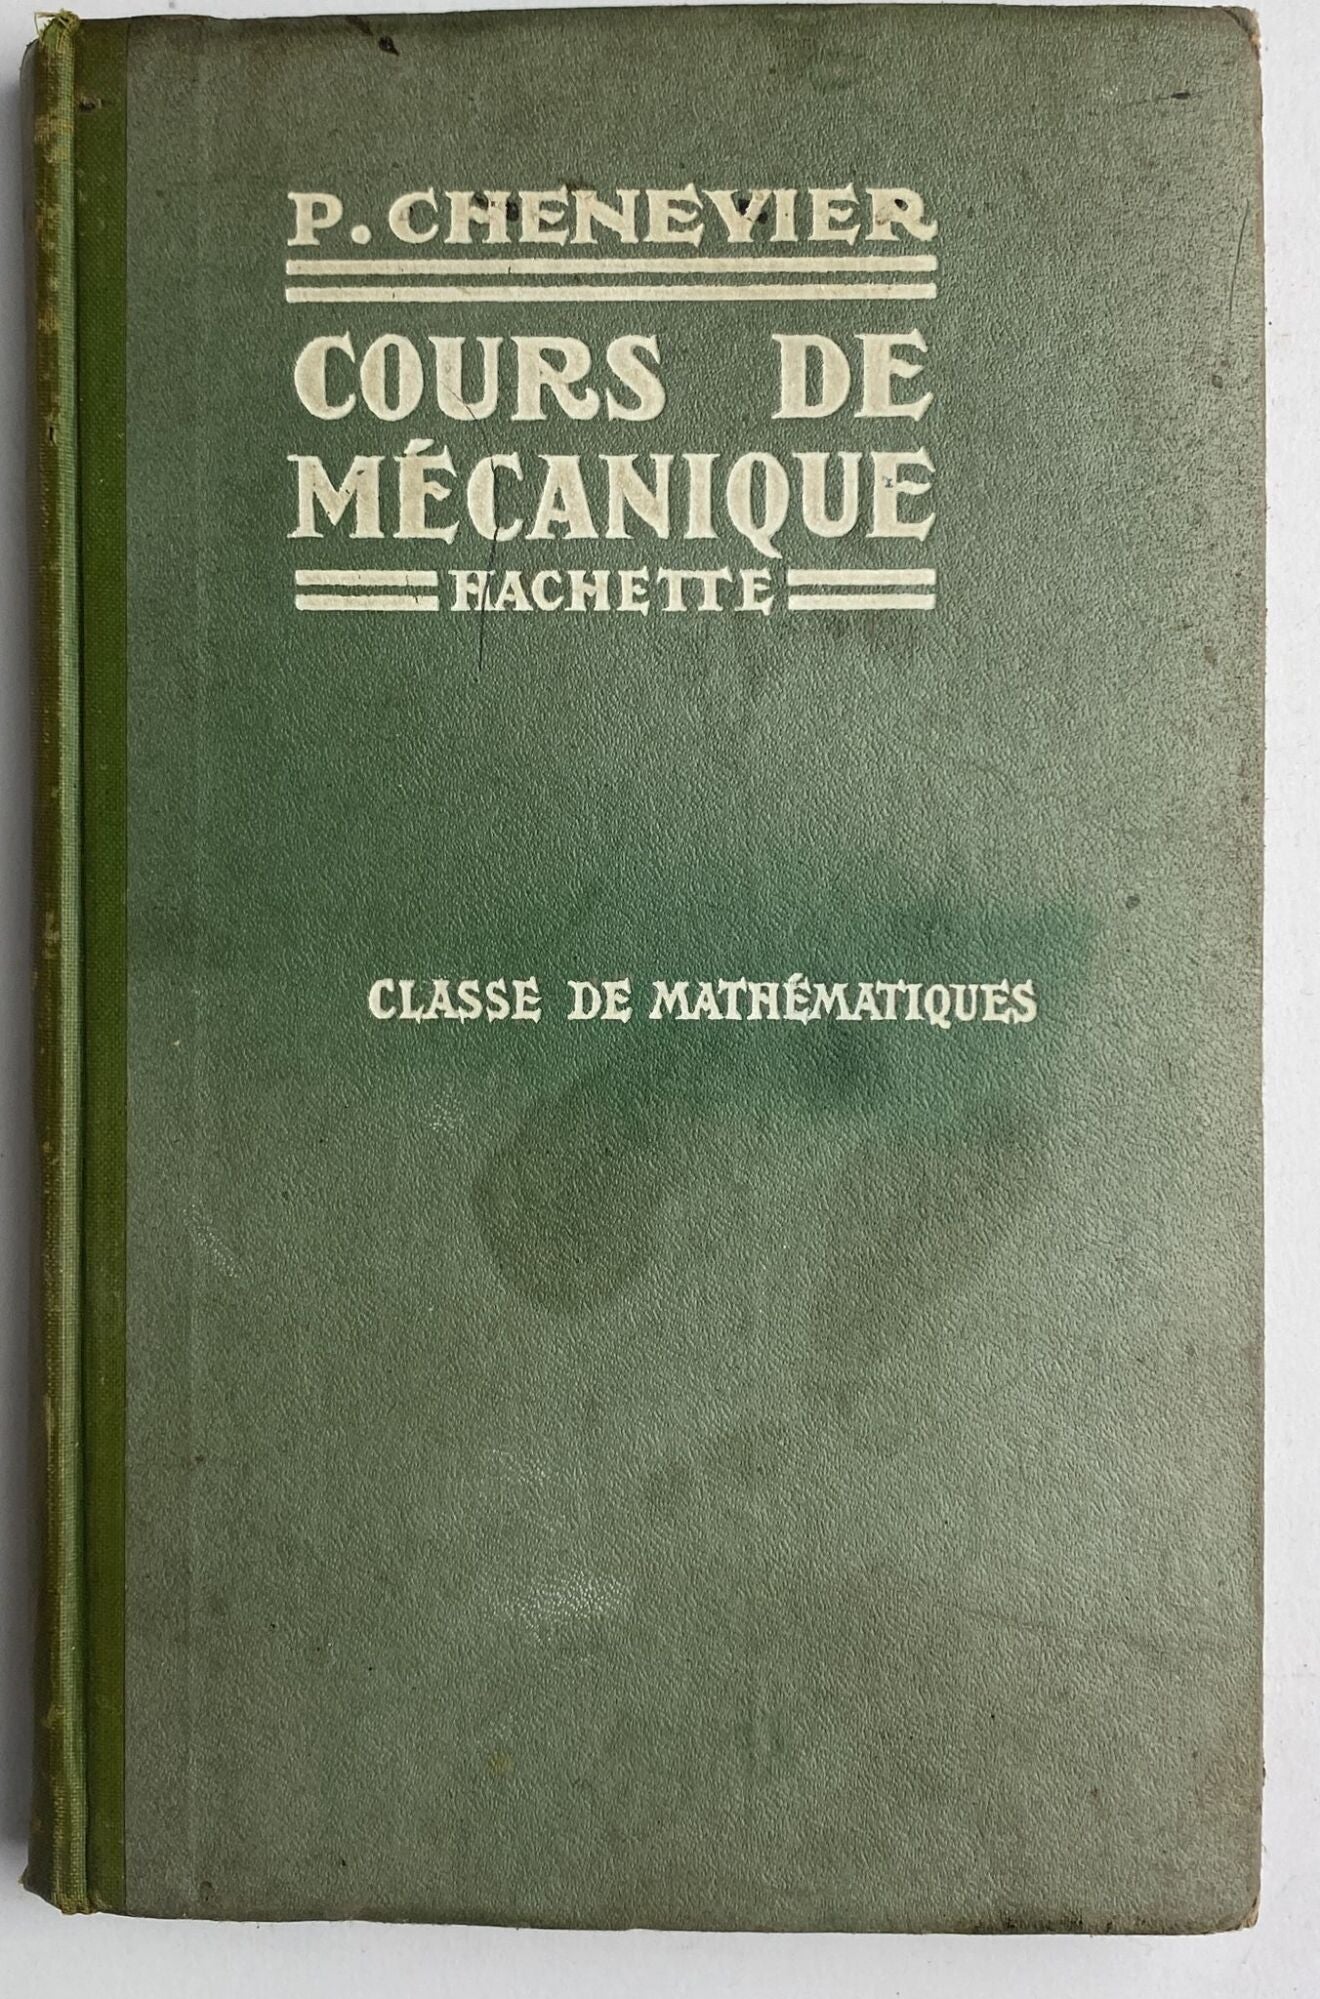 P. CHENEVIER
COURS DE
MÉCANIQUE
HACHETTE
CLASSE DE MATHÉMATIQUES